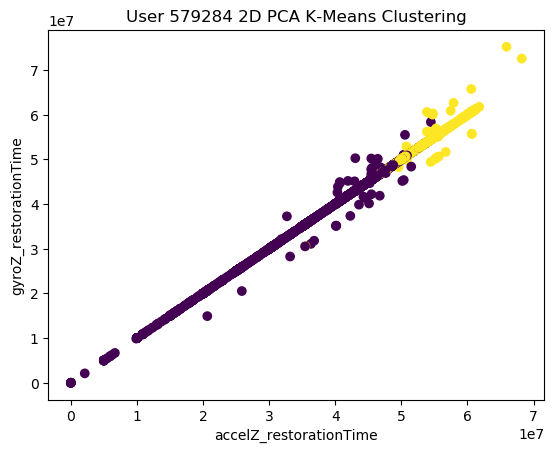 User 579284 2D PCA K-Means Clustering
1e7
7
6
5
4
3
2
1
0
gyroZ_restorationTime
0 1 2 3 4 5 6 7
accelZ_restorationTime
1e7